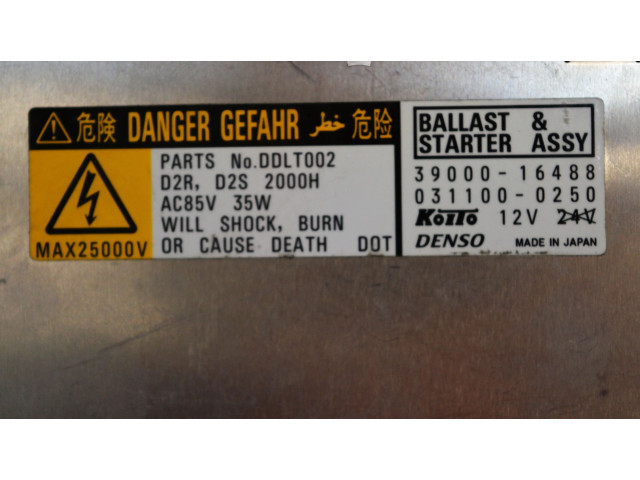 危険 DANGER GEFAHR خطر 危险
PARTS No.DDLT002
D2R, D2S 2000H
AC85V 35W
WILL SHOCK, BURN
OR CAUSE DEATH DOT
MAX25000V
BALLAST &
STARTER ASSY
39000-16488
031100-0250
KOITO 12V 24V
DENSO MADE IN JAPAN